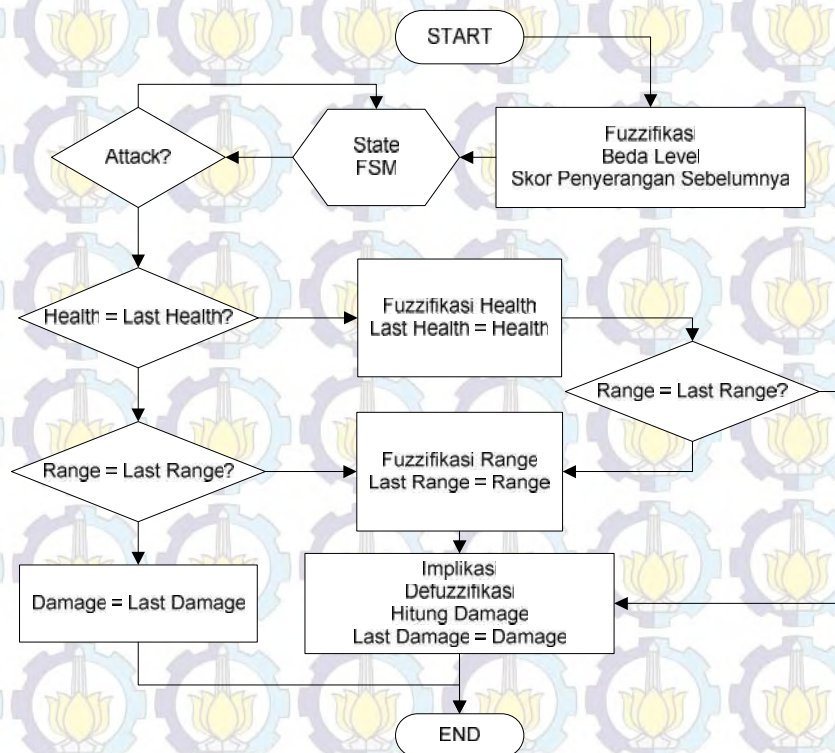 START
Fuzzifikasi
Beda Level
Skor Penyerangan Sebelumnya
State
FSM
Attack?
Health = Last Health?
Fuzzifikasi Health
Last Health = Health
Range = Last Range?
Range = Last Range?
Fuzzifikasi Range
Last Range = Range
Damage = Last Damage
Implikasi
Defuzzifikasi
Hitung Damage
Last Damage = Damage
END